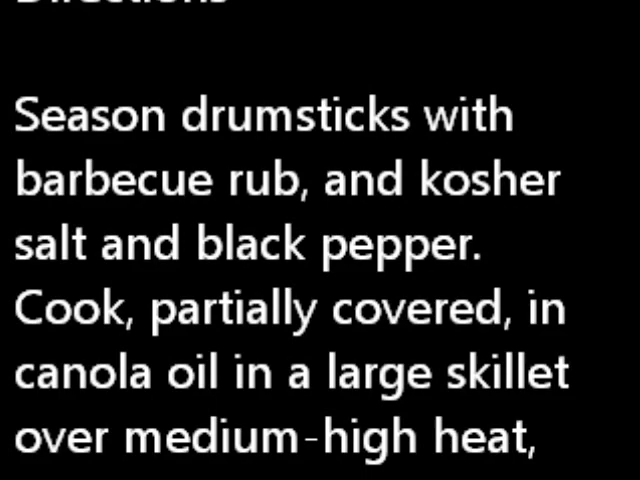 Directions
Season drumsticks with
barbecue rub, and kosher
salt and black pepper.
Cook, partially covered, in
canola oil in a large skillet
over medium-high heat,